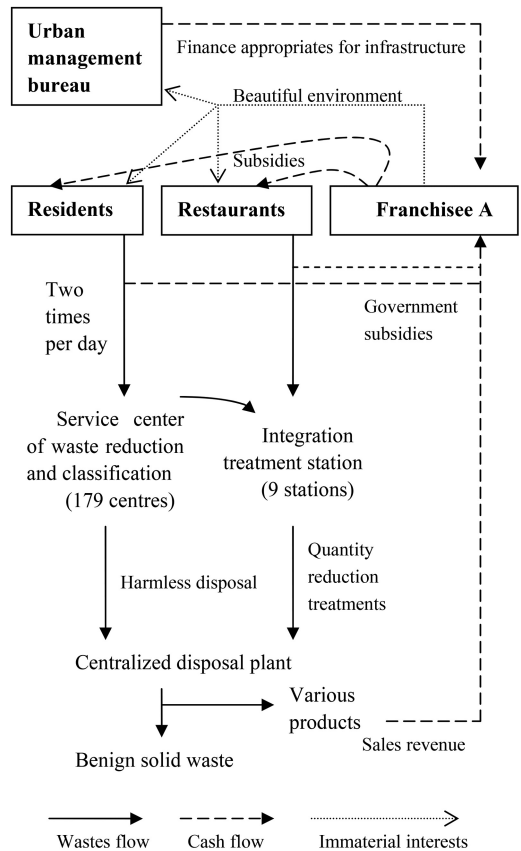 Urban
management
bureau
Finance appropriates for infrastructure
Beautiful environment
Subsidies
Residents
Restaurants
Franchisee A
Two
times
per day
Government
subsidies
Service center
of waste reduction
and classification
(179 centres)
Integration
treatment station
(9 stations)
Harmless disposal
Quantity
reduction
treatments
Centralized disposal plant
Various
products
Sales revenue
Benign solid waste
Wastes flow
Cash flow
Immaterial interests